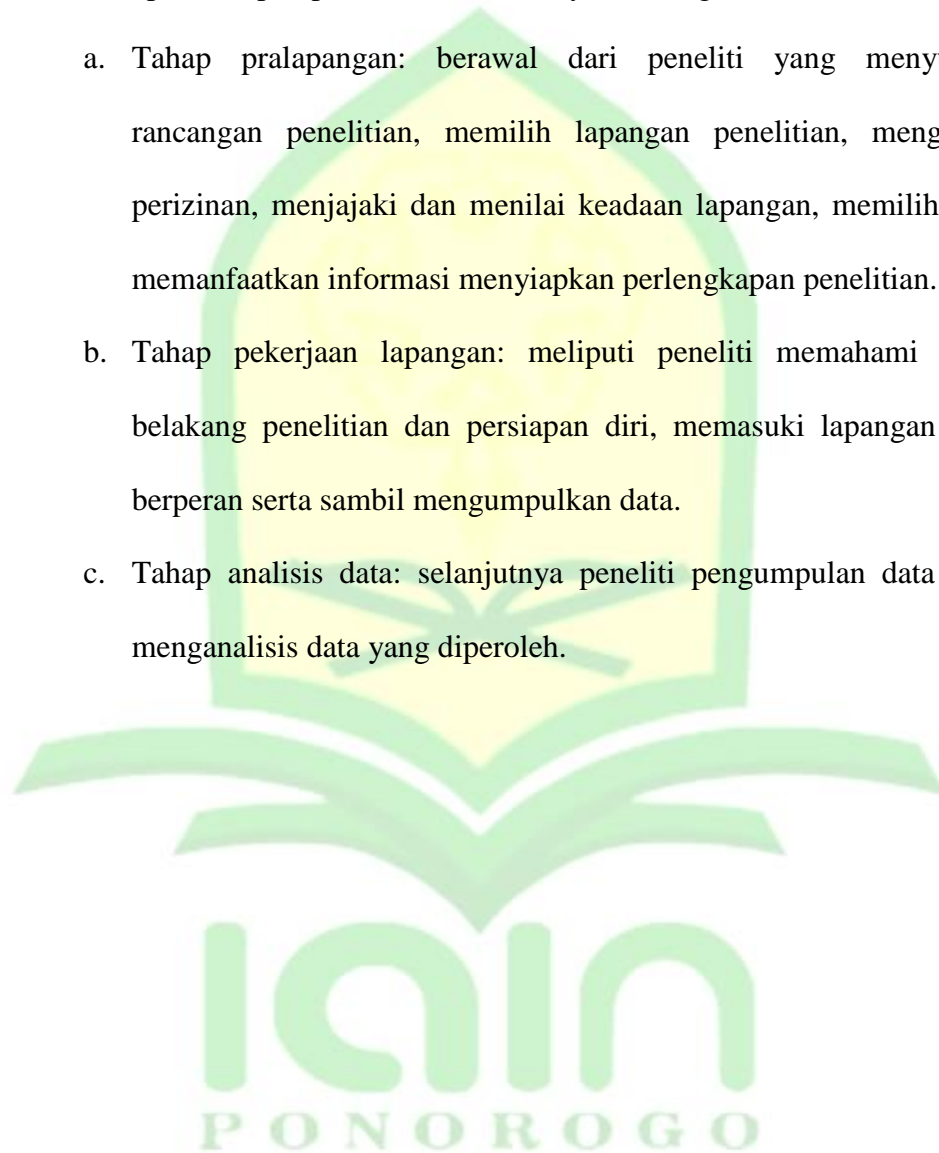 a. Tahap pralapangan: berawal dari peneliti yang
rancangan penelitian, memilih lapangan penelitian,
perizinan, menjajaki dan menilai keadaan lapangan, memilih
memanfaatkan informasi menyiapkan perlengkapan penelitian.
b. Tahap pekerjaan lapangan: meliputi peneliti memahami
belakang penelitian dan persiapan diri, memasuki lapangan
berperan serta sambil mengumpulkan data.
c. Tahap analisis data: selanjutnya peneliti pengumpulan data
menganalisis data yang diperoleh.
iain
PONOROGO